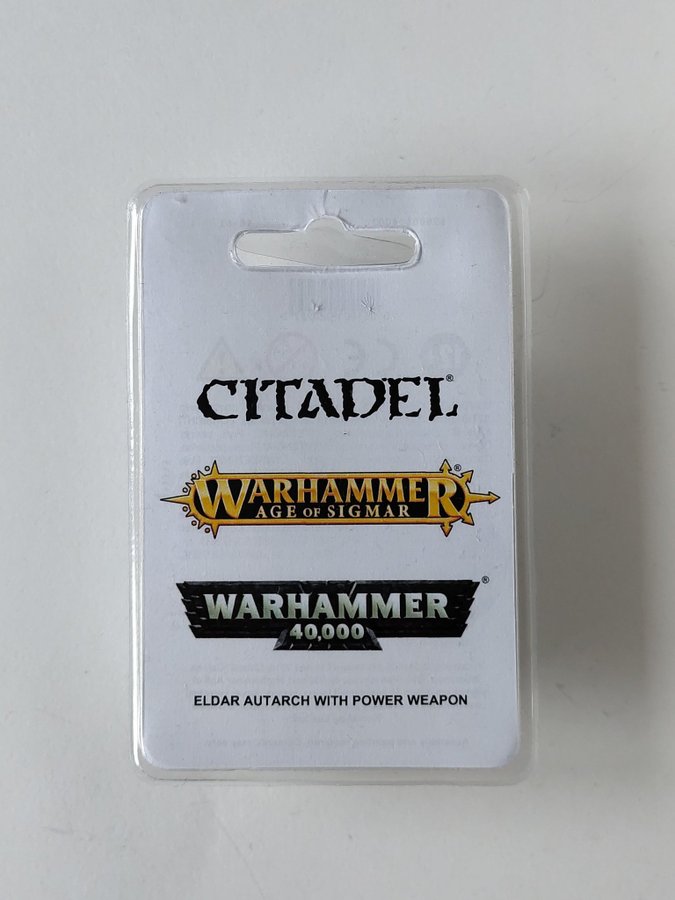 CITADEL®
WARHAMMER®
AGE OF SIGMAR
WARHAMMER®
40,000
ELDAR AUTARCH WITH POWER WEAPON